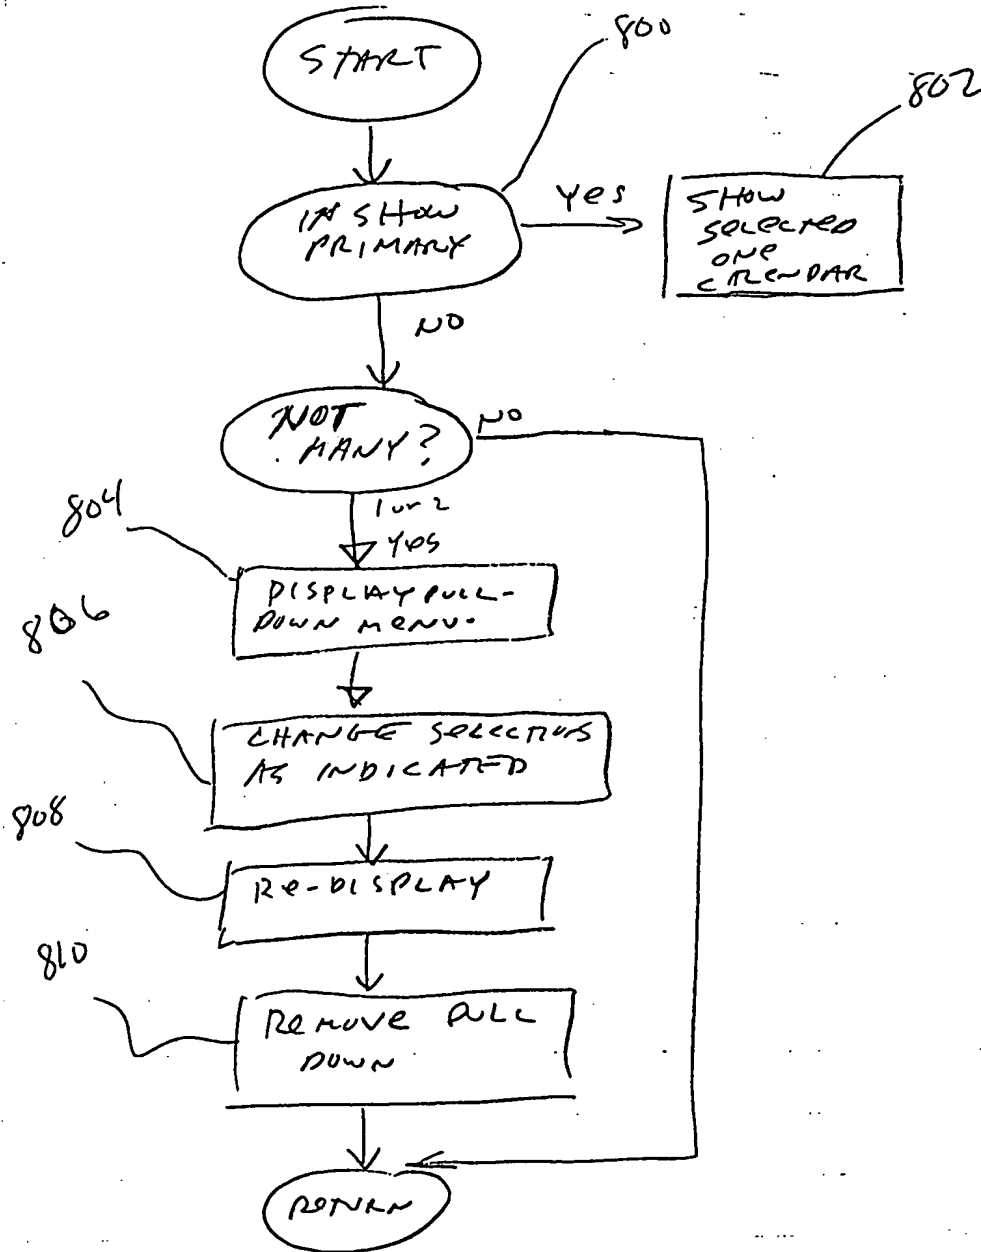 START
800
802
IN SHOW
PRIMARY
Yes
SHOW
SELECTED
ONE
CALENDAR
NO
NOT
MANY?
NO
1 or 2
Yes
804
DISPLAY PULL-
DOWN MENU.
806
CHANGE SELECTIONS
AS INDICATED
808
Re-DISPLAY
810
REMOVE PULL
DOWN
RETURN